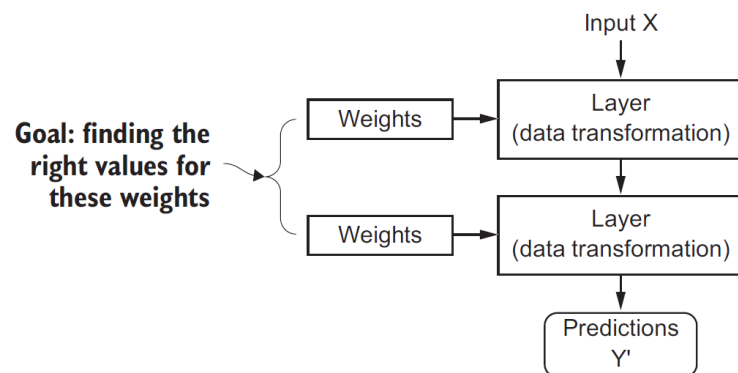 Input X
Goal: finding the
right values for
these weights
Weights
Layer
(data transformation)
Weights
Layer
(data transformation)
Predictions
Y'